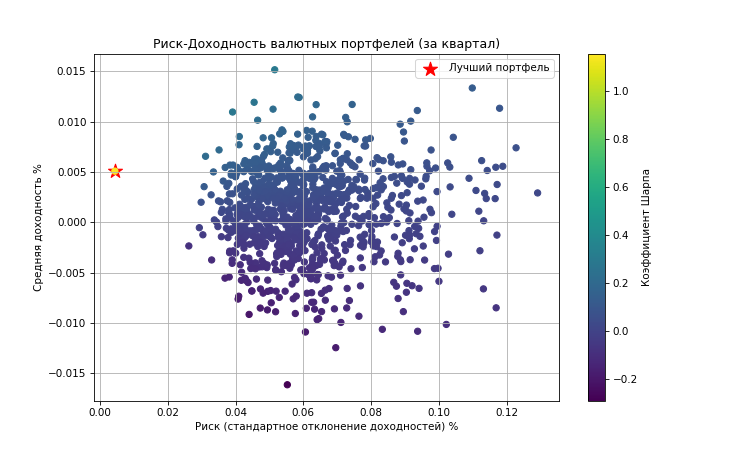 Риск-Доходность валютных портфелей (за квартал)
Лучший портфель
Средняя доходность %
0.015
0.010
0.005
0.000
−0.005
−0.010
−0.015
0.00 0.02 0.04 0.06 0.08 0.10 0.12
Риск (стандартное отклонение доходностей) %
1.0
0.8
0.6
0.4
0.2
0.0
−0.2
Коэффициент Шарпа